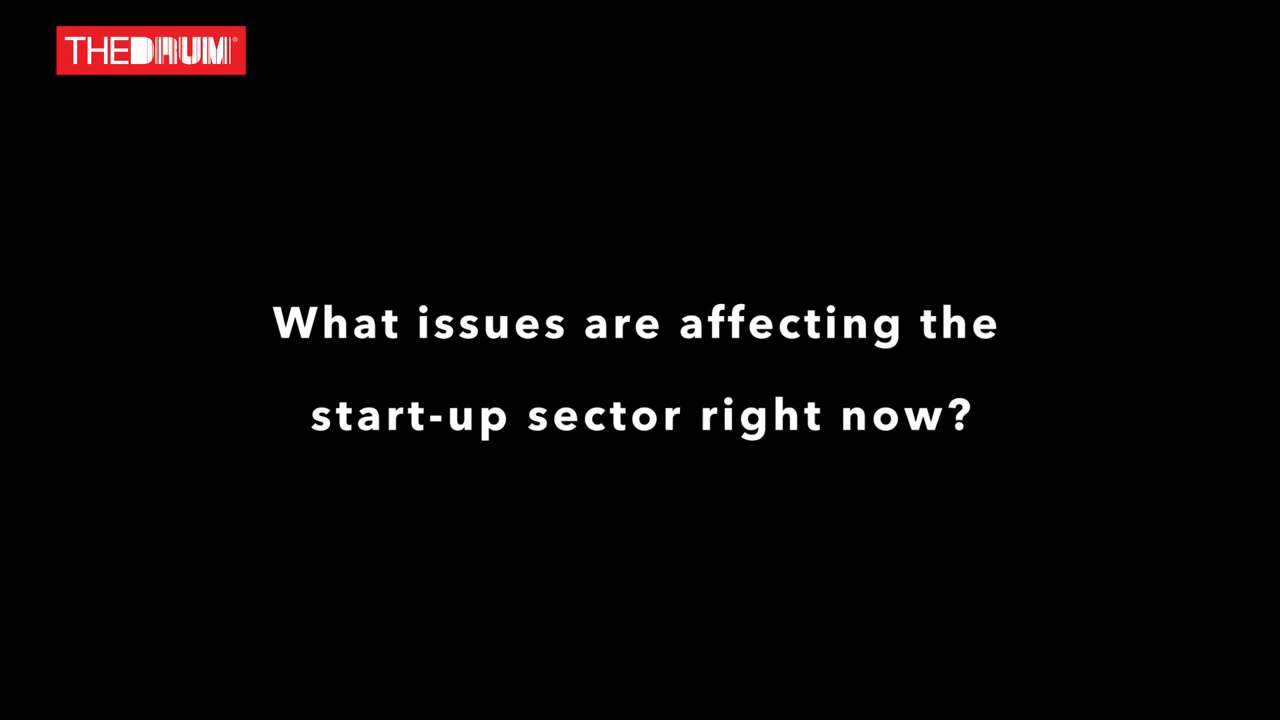 THEDRUM®
What issues are affecting the
start-up sector right now?